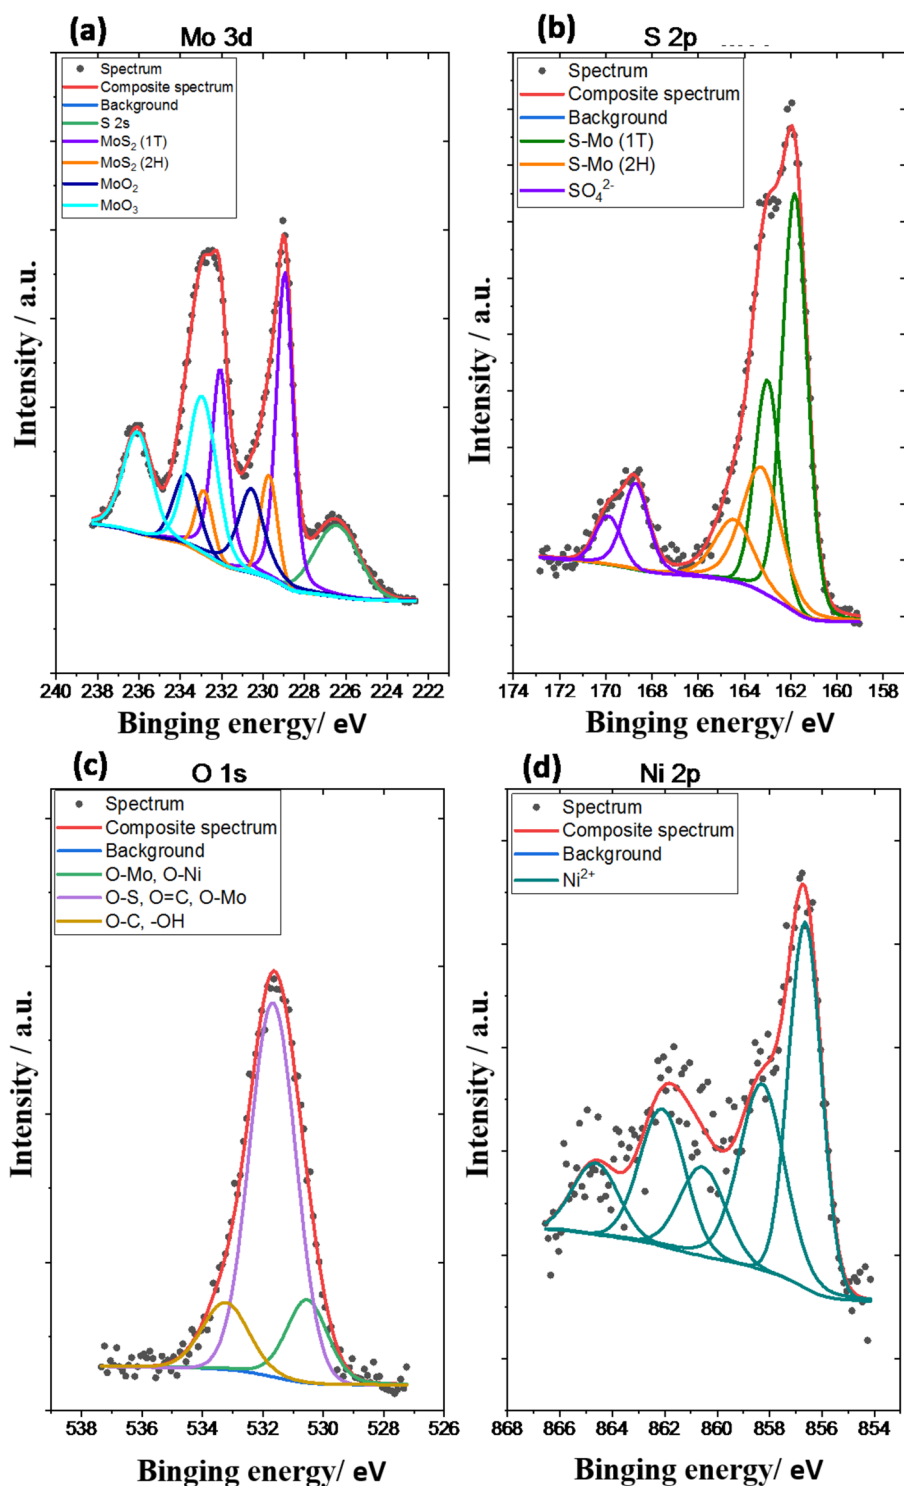 (a)
Mo 3d
Spectrum
Composite spectrum
Background
S 2s
MoS₂ (1T)
MoS₂ (2H)
MoO₂
MoO₃
Intensity / a.u.
240 238 236 234 232 230 228 226 224 222
Binging energy/ eV
(b)
S 2p
Spectrum
Composite spectrum
Background
S-Mo (1T)
S-Mo (2H)
SO₄²⁻
Intensity / a.u.
174 172 170 168 166 164 162 160 158
Binging energy/ eV
(c)
O 1s
Spectrum
Composite spectrum
Background
O-Mo, O-Ni
O-S, O=C, O-Mo
O-C, -OH
Intensity / a.u.
538 536 534 532 530 528 526
Binging energy/ eV
(d)
Ni 2p
Spectrum
Composite spectrum
Background
Ni²⁺
Intensity / a.u.
868 866 864 862 860 858 856 854
Binging energy/ eV